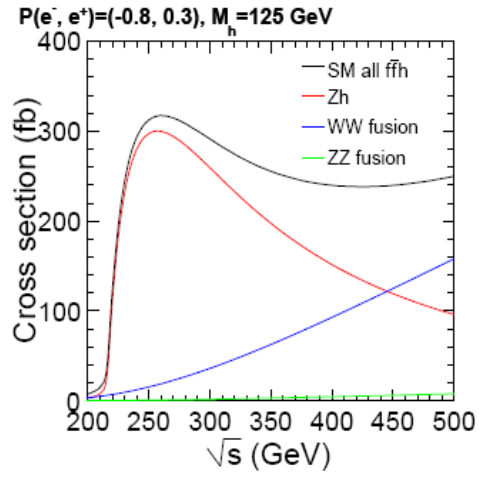 P(e⁻, e⁺)=(-0.8, 0.3), Mₕ=125 GeV
400
300
200
100
0
Cross section (fb)
SM all ff̄h
Zh
WW fusion
ZZ fusion
200 250 300 350 400 450 500
√s (GeV)